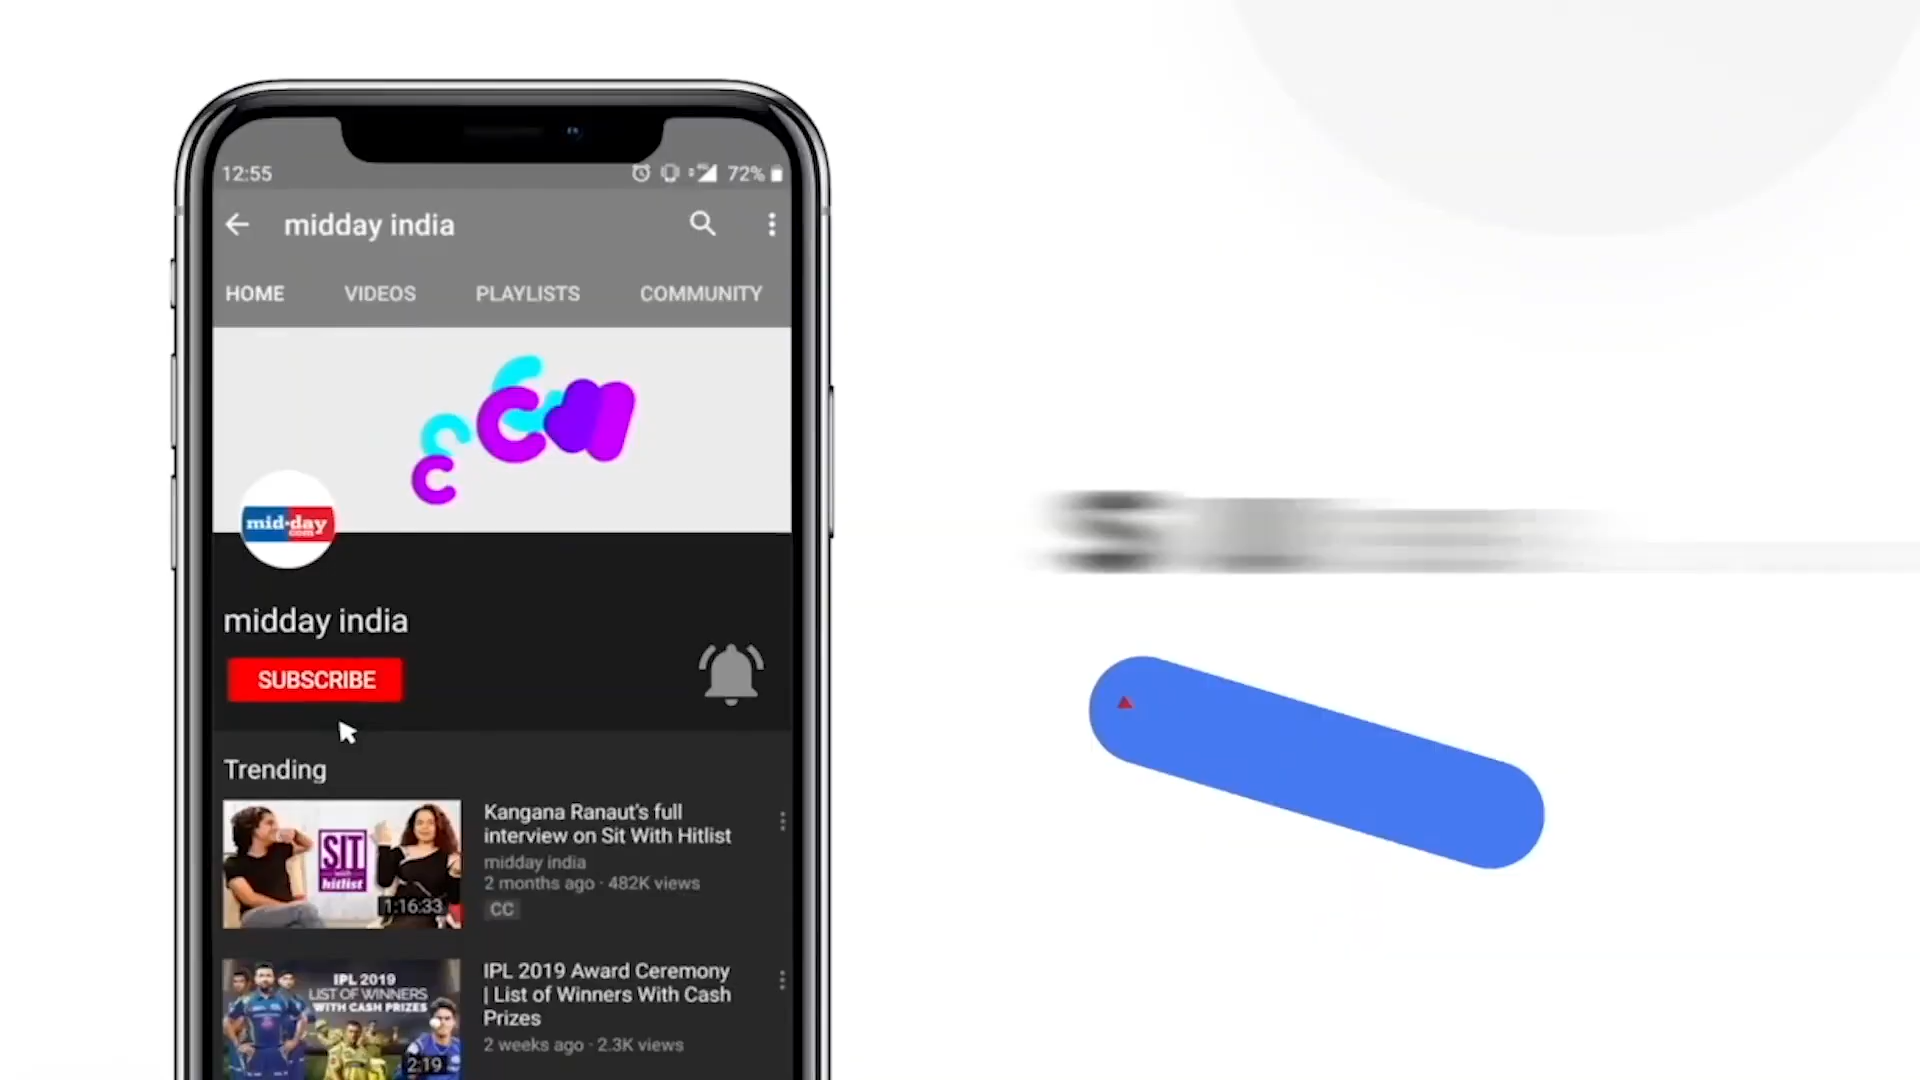 12:55
72%
midday india
HOME VIDEOS PLAYLISTS COMMUNITY
mid-day
com
midday india
SUBSCRIBE
Trending
SIT
with
hitlist
1:16:33
Kangana Ranaut's full
interview on Sit With Hitlist
midday india
2 months ago · 482K views
CC
IPL 2019
LIST OF WINNERS
WITH CASH PRIZES
2:19
IPL 2019 Award Ceremony
| List of Winners With Cash
Prizes
2 weeks ago · 2.3K views